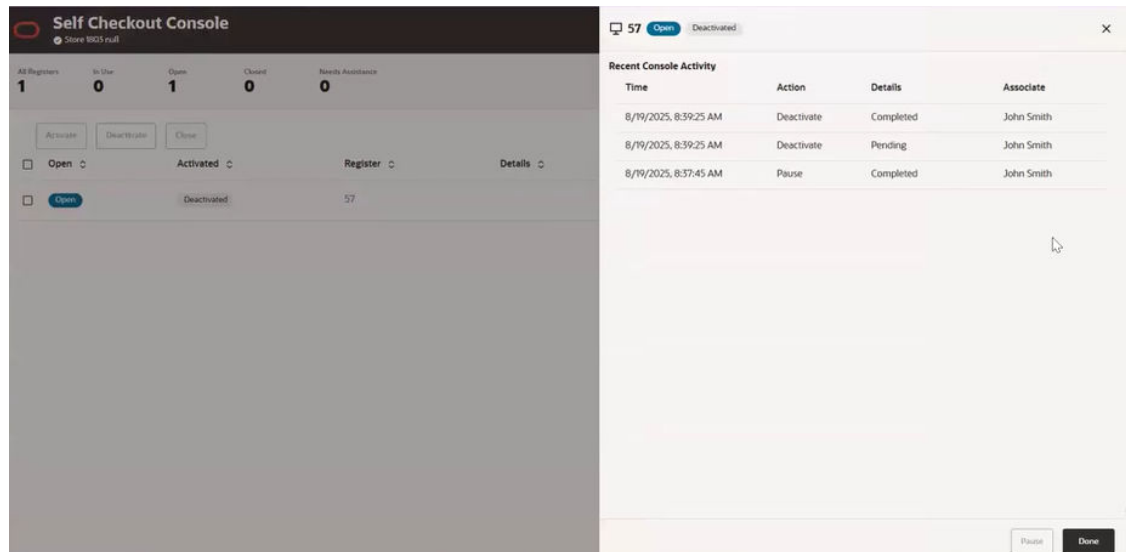 Self Checkout Console
Store 1803 null
All Registers In Use Open Closed Needs Assistance
1 0 1 0 0
Activate Deactivate Close
Open Activated Register Details
Open Deactivated 57
57 Open Deactivated
Recent Console Activity
Time Action Details Associate
8/19/2025, 8:39:25 AM Deactivate Completed John Smith
8/19/2025, 8:39:25 AM Deactivate Pending John Smith
8/19/2025, 8:37:45 AM Pause Completed John Smith
Pause Done